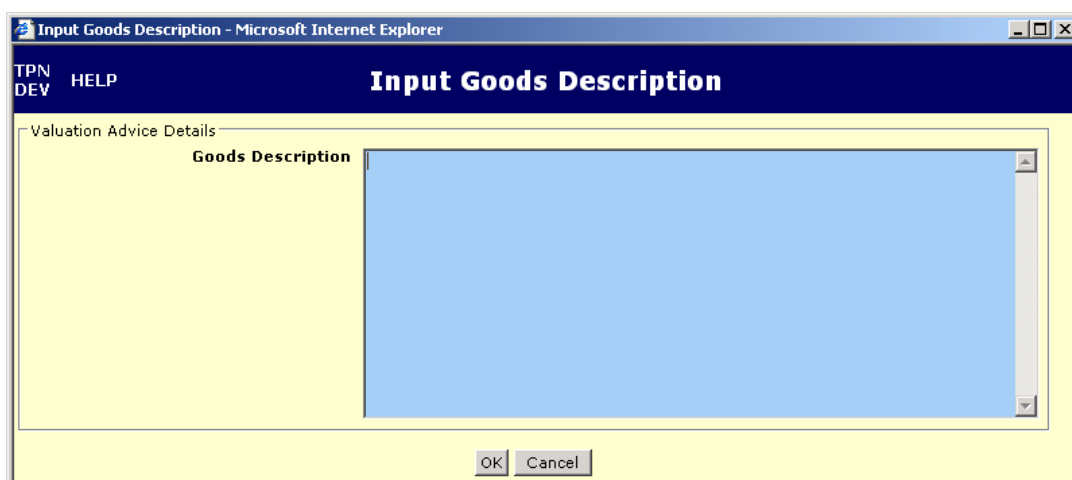 Input Goods Description - Microsoft Internet Explorer
TPN DEV
HELP
Input Goods Description
Valuation Advice Details
Goods Description
OK
Cancel